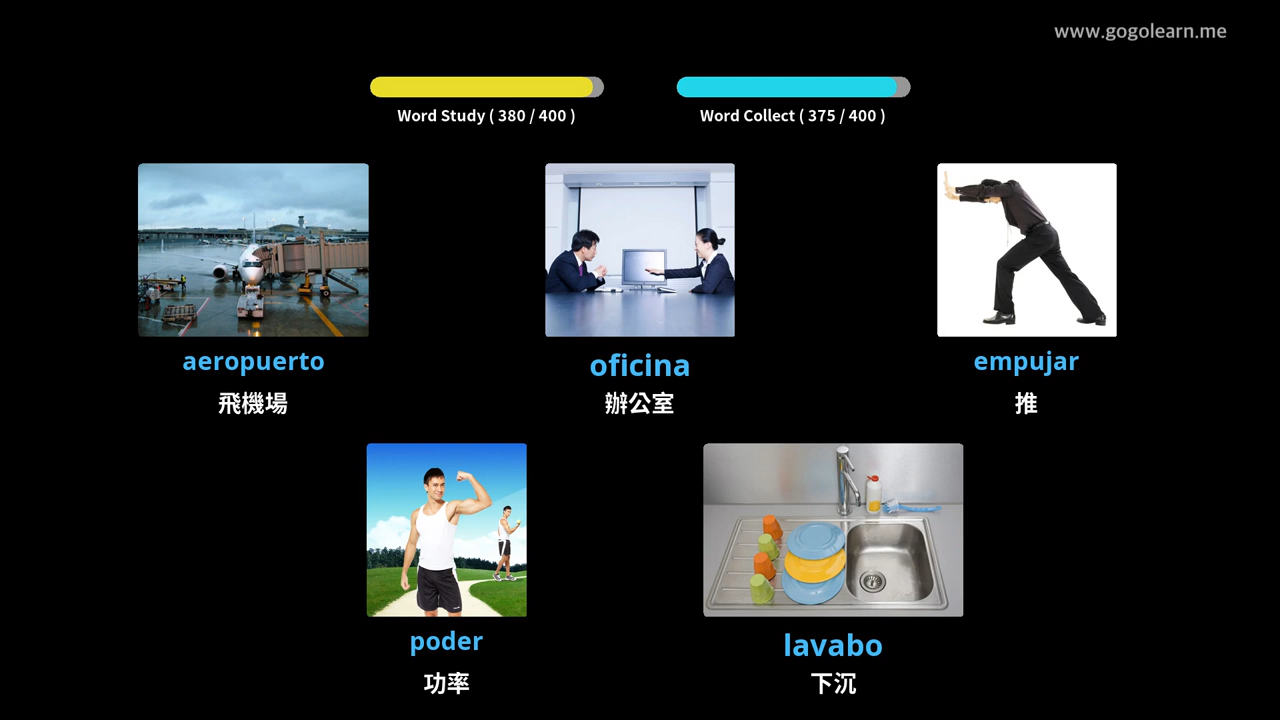 www.gogolearn.me
Word Study ( 380 / 400 )
Word Collect ( 375 / 400 )
aeropuerto
飛機場
oficina
辦公室
empujar
推
poder
功率
lavabo
下沉